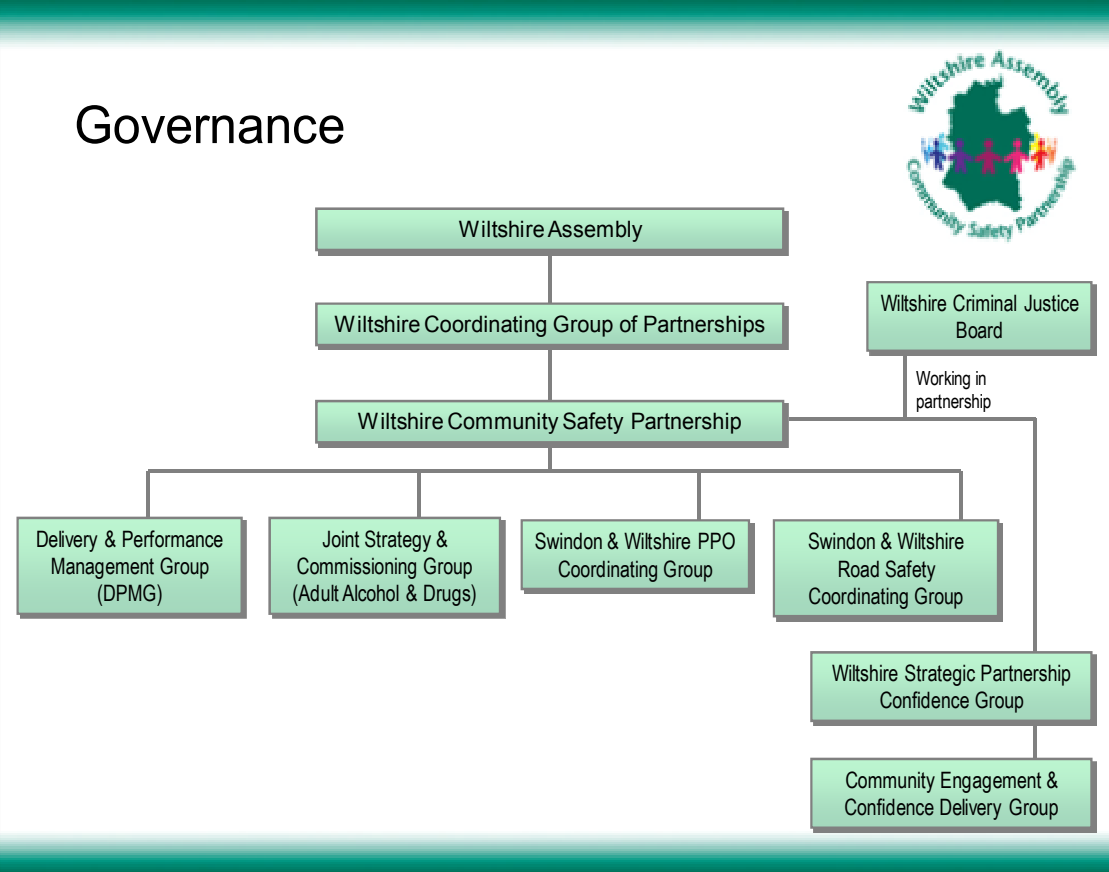 Wiltshire Assembly
Community Safety Partnership
Governance
Wiltshire Assembly
Wiltshire Coordinating Group of Partnerships
Wiltshire Criminal Justice
Board
Working in
partnership
Wiltshire Community Safety Partnership
Delivery & Performance
Management Group
(DPMG)
Joint Strategy &
Commissioning Group
(Adult Alcohol & Drugs)
Swindon & Wiltshire PPO
Coordinating Group
Swindon & Wiltshire
Road Safety
Coordinating Group
Wiltshire Strategic Partnership
Confidence Group
Community Engagement &
Confidence Delivery Group